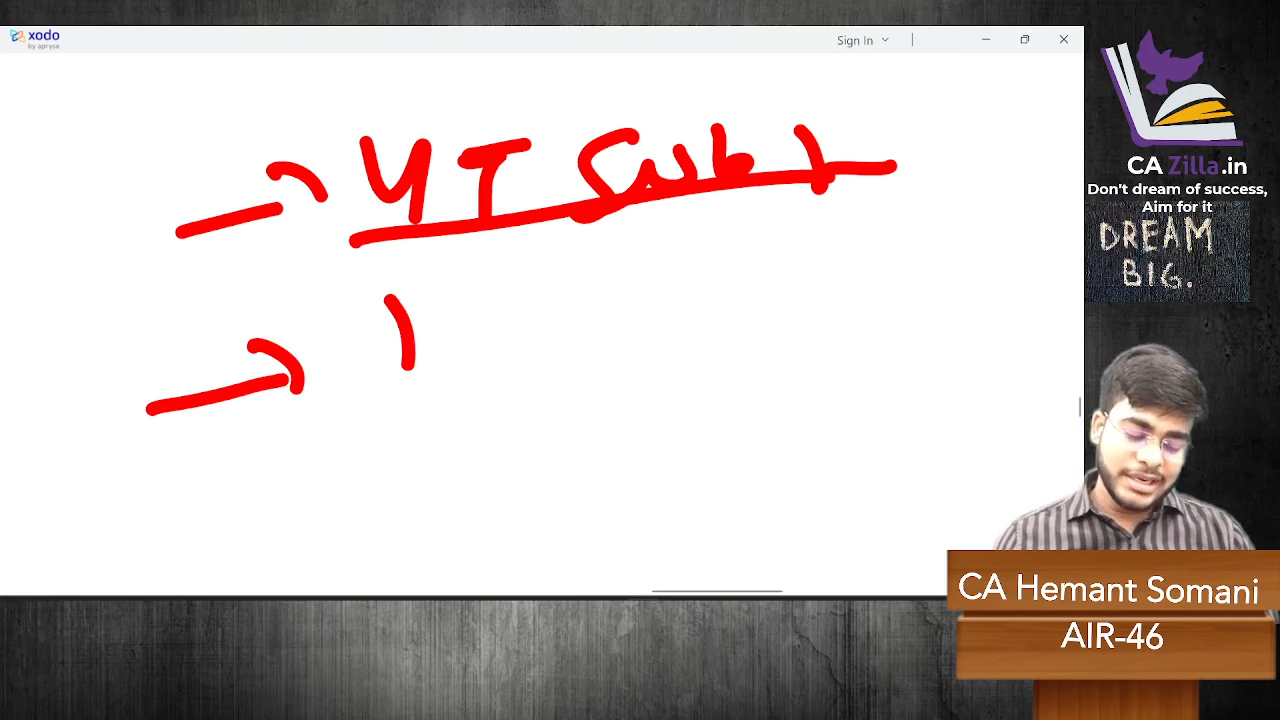 xodo
by apryse
Sign In
YT Sub
CA Zilla.in
Don't dream of success,
Aim for it
DREAM
BIG.
CA Hemant Somani
AIR-46